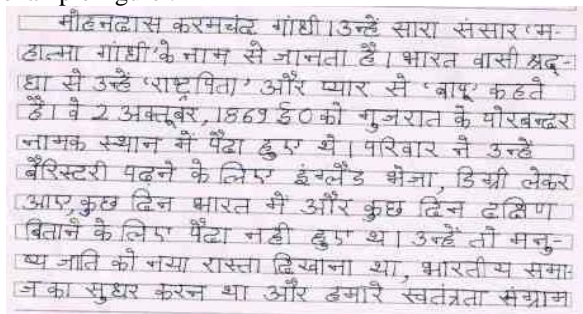 मोहनदास करमचंद गांधी।उन्हें सारा संसार 'म-
हात्मा गांधी'के नाम से जानता है। भारत वासी श्रद्-
धा से उन्हें 'राष्ट्रपिता' और प्यार से 'बापू' कहते
है। वे 2 अक्तूबर,1869 ई0 को गुजरात के पोरबन्दर
नामक स्थान में पैदा हुए थे। परिवार ने उन्हें
बैरिस्टरी पढ़ने के लिए इंग्लैंड भेजा, डिग्री लेकर
आए,कुछ दिन भारत में और कुछ दिन दक्षिण
बिताने के लिए पैदा नही हुए था। उन्हें तो मनु-
ष्य जाति को नया रास्ता दिखाना था, भारतीय समा-
ज का सुधर करन था और हमारे स्वतंत्रता संग्राम